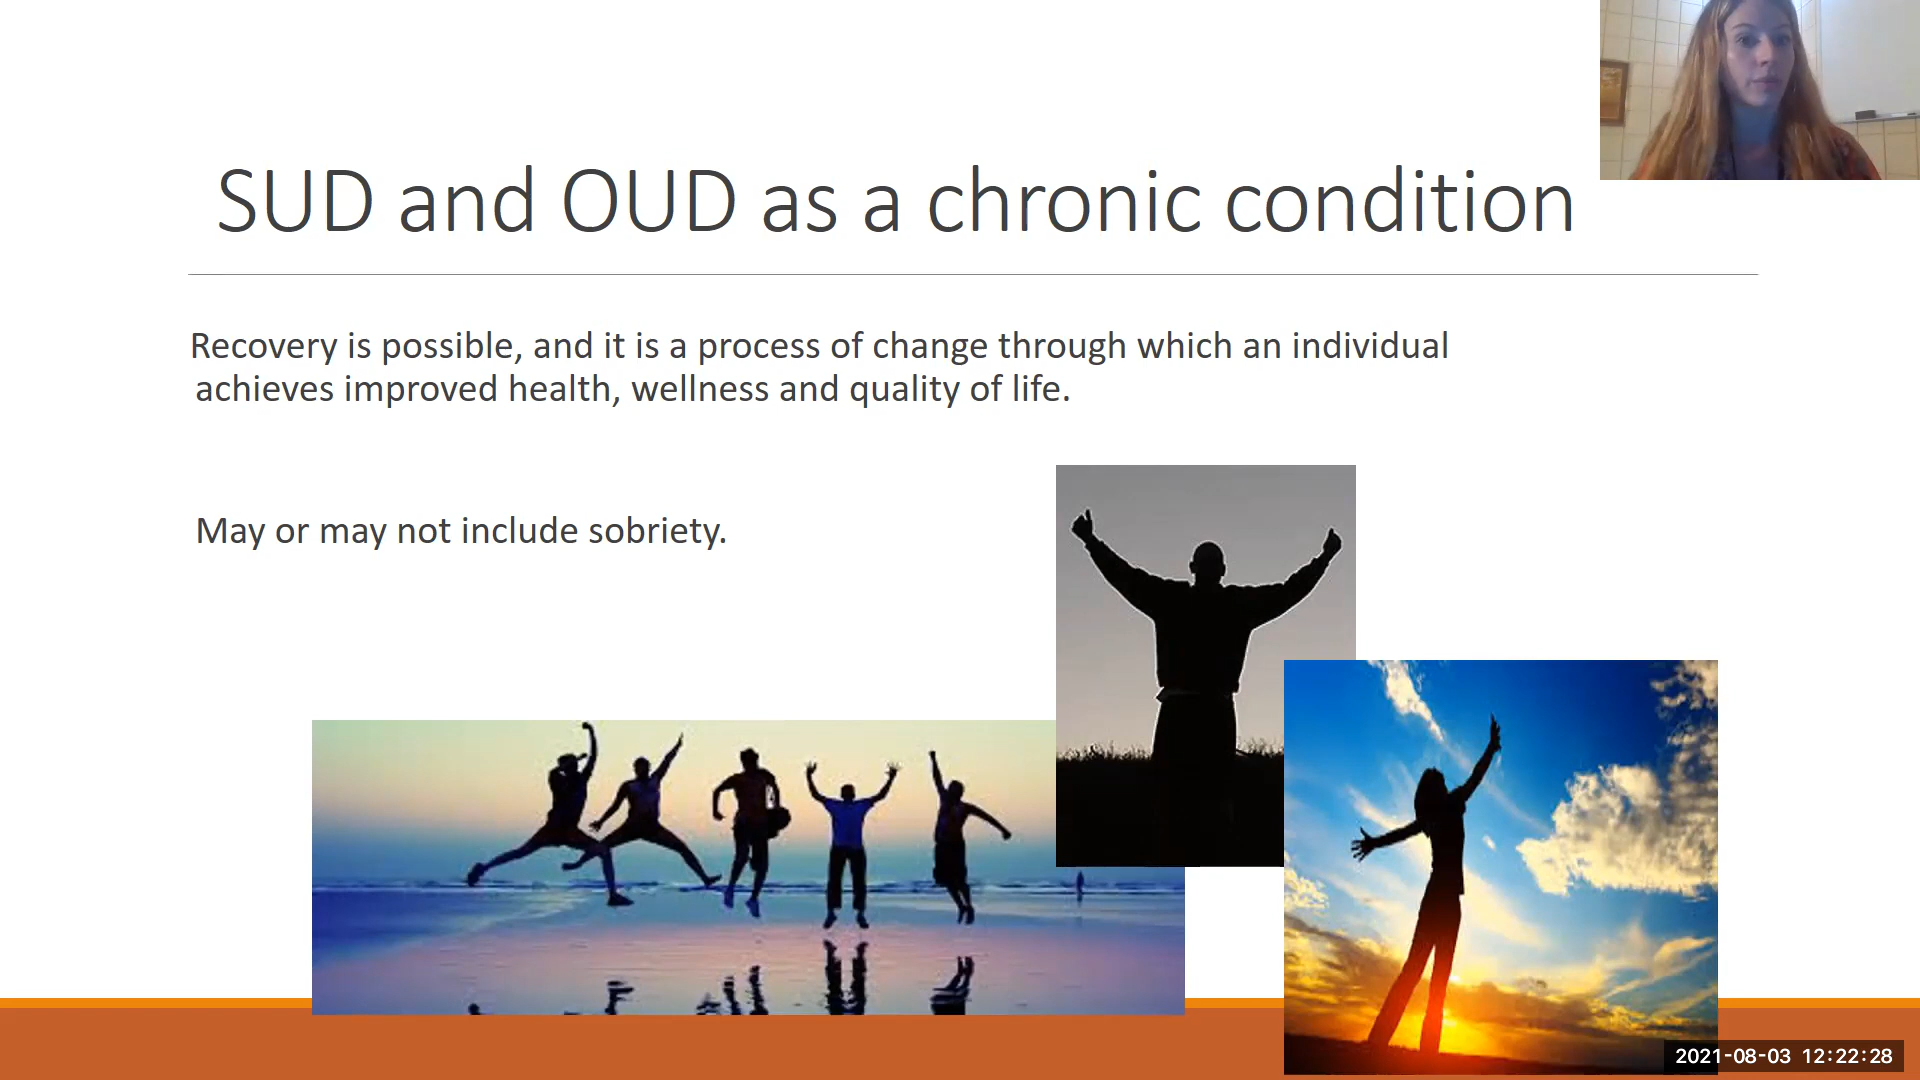 SUD and OUD as a chronic condition
Recovery is possible, and it is a process of change through which an individual
achieves improved health, wellness and quality of life.
May or may not include sobriety.
2021-08-03 12:22:28